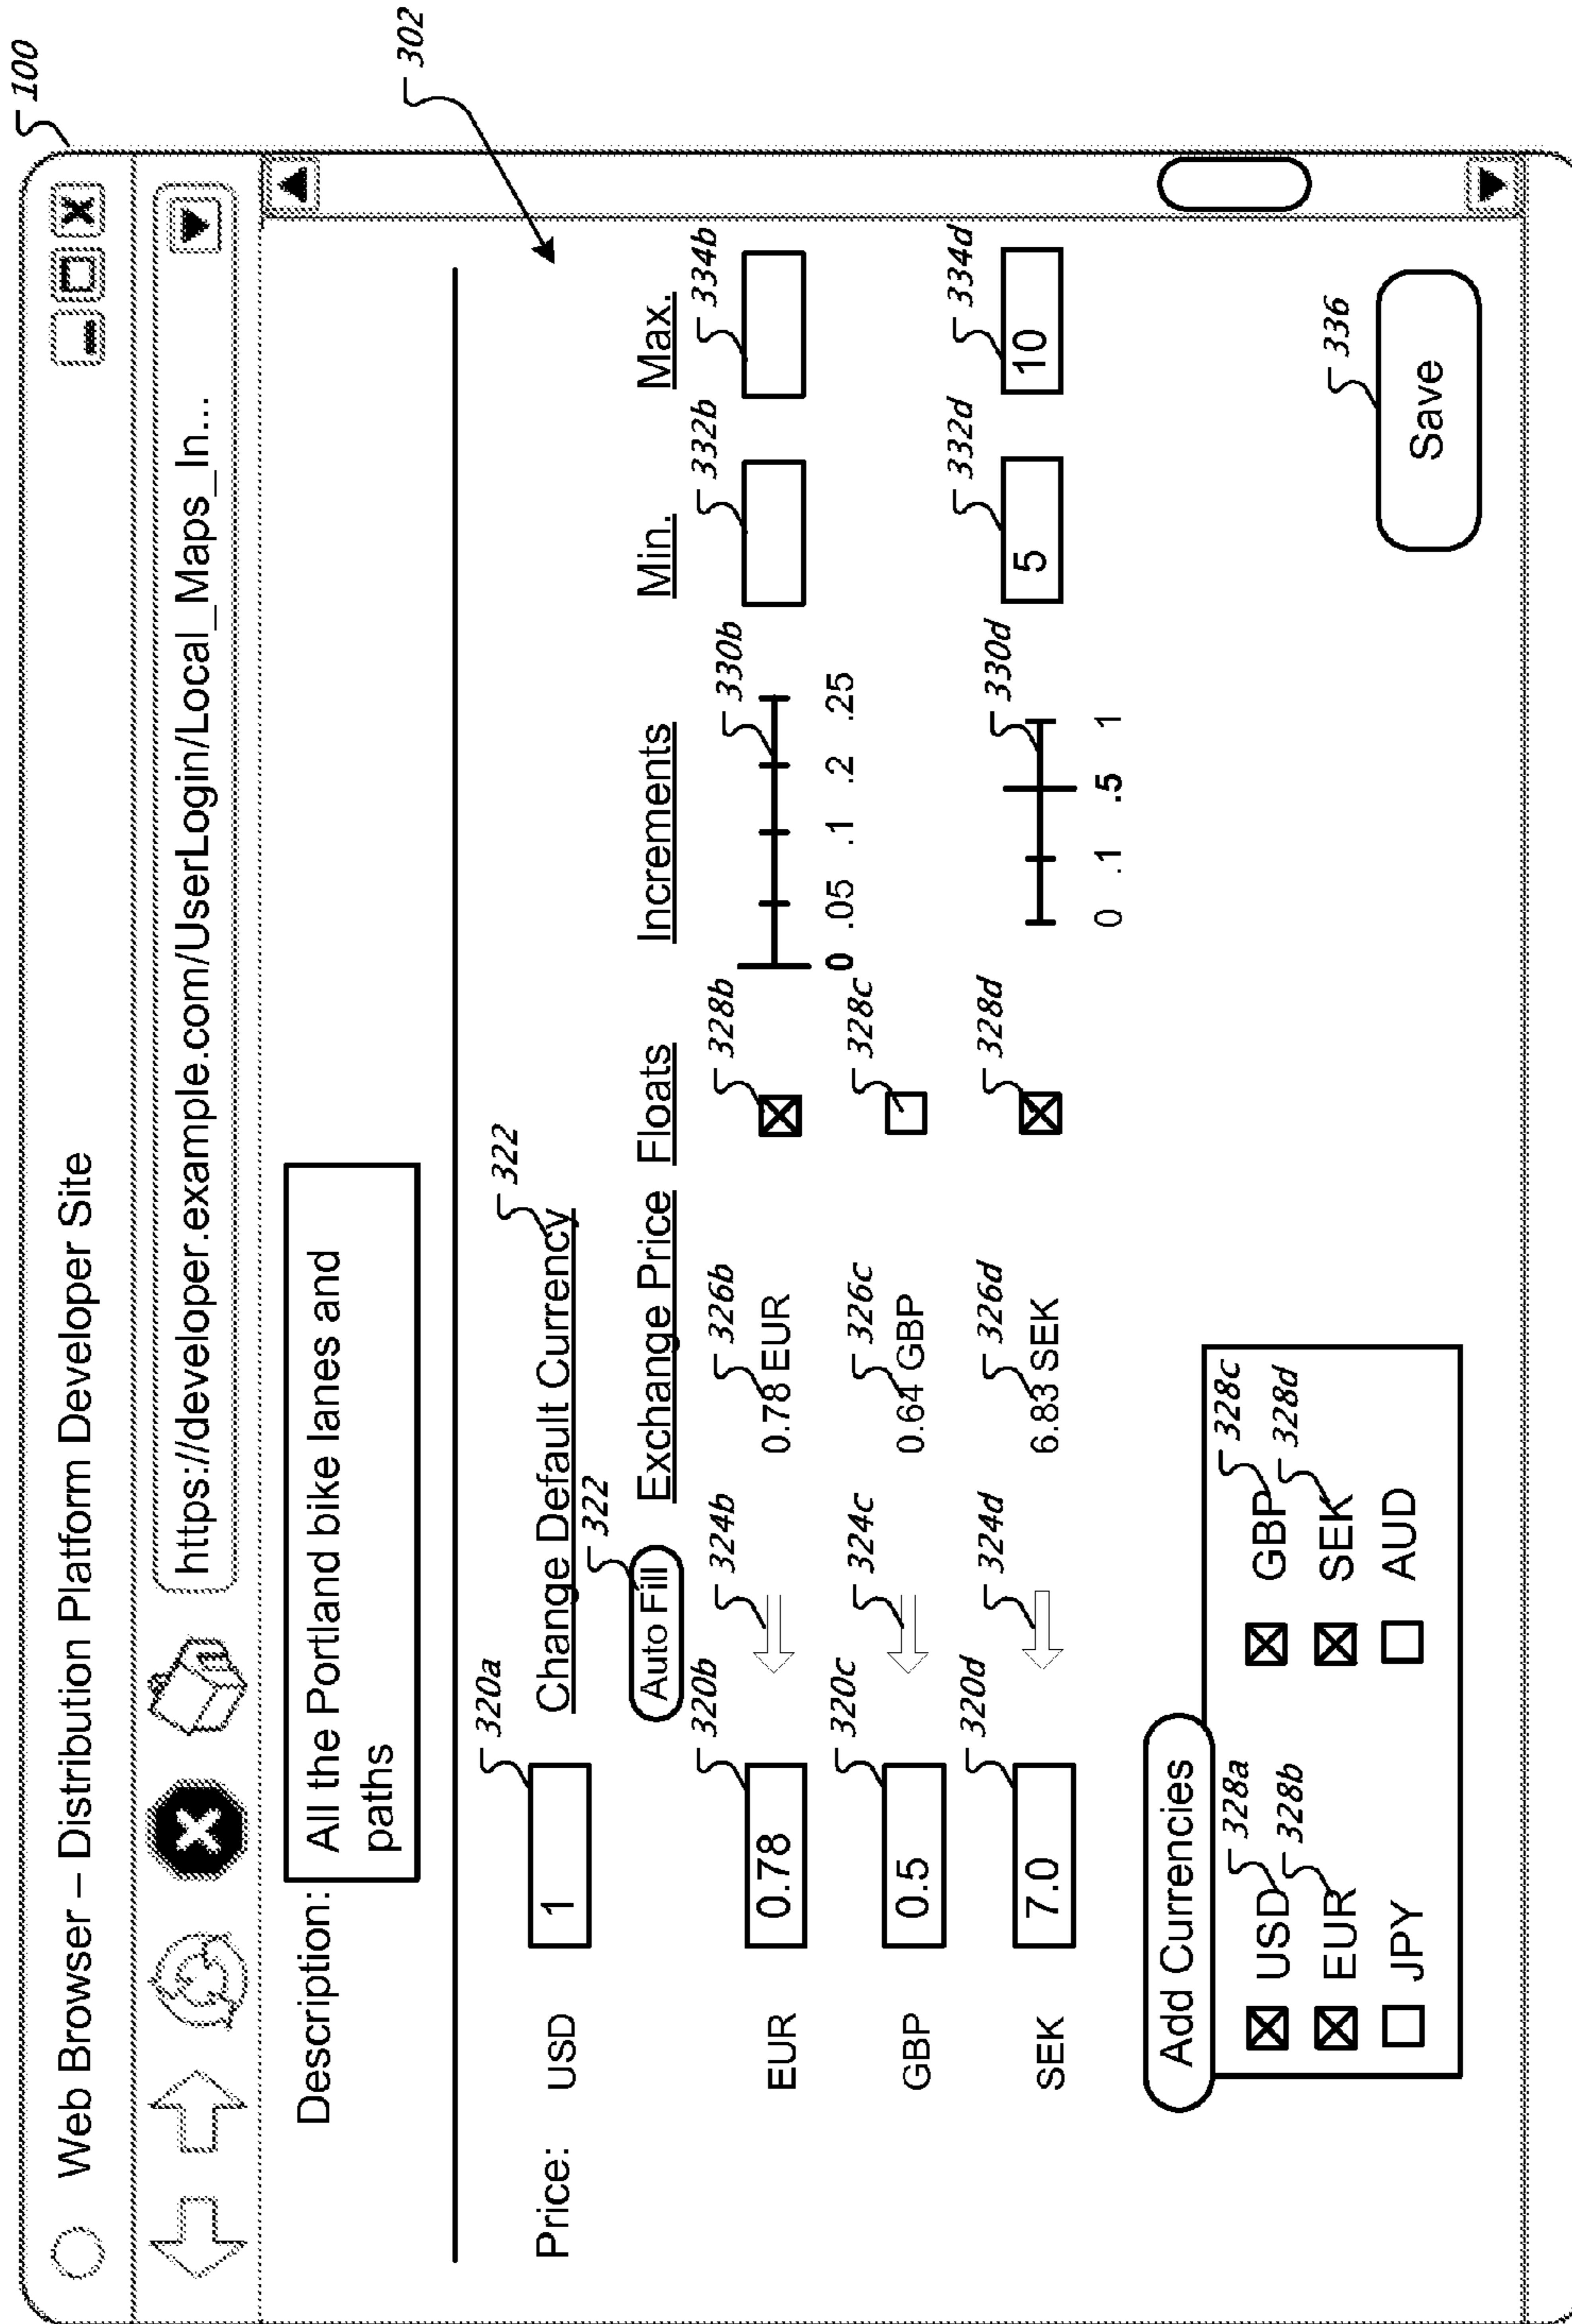 100
Web Browser – Distribution Platform Developer Site
https://developer.example.com/UserLogin/Local_Maps_In...
Description: All the Portland bike lanes and
paths
302
Price: USD 1 320a
Change Default Currency 322
Auto Fill 322 Exchange Price Floats Increments Min. Max.
320b 324b 326b 328b 330b 332b 334b
EUR 0.78 0.78 EUR
0 .05 .1 .2 .25
320c 324c 326c 328c
GBP 0.5 0.64 GBP
320d 324d 326d 328d 330d 332d 334d
SEK 7.0 6.83 SEK 5 10
0 .1 .5 1
Add Currencies
328a 328c
USD GBP
328b 328d
EUR SEK
JPY AUD
336
Save